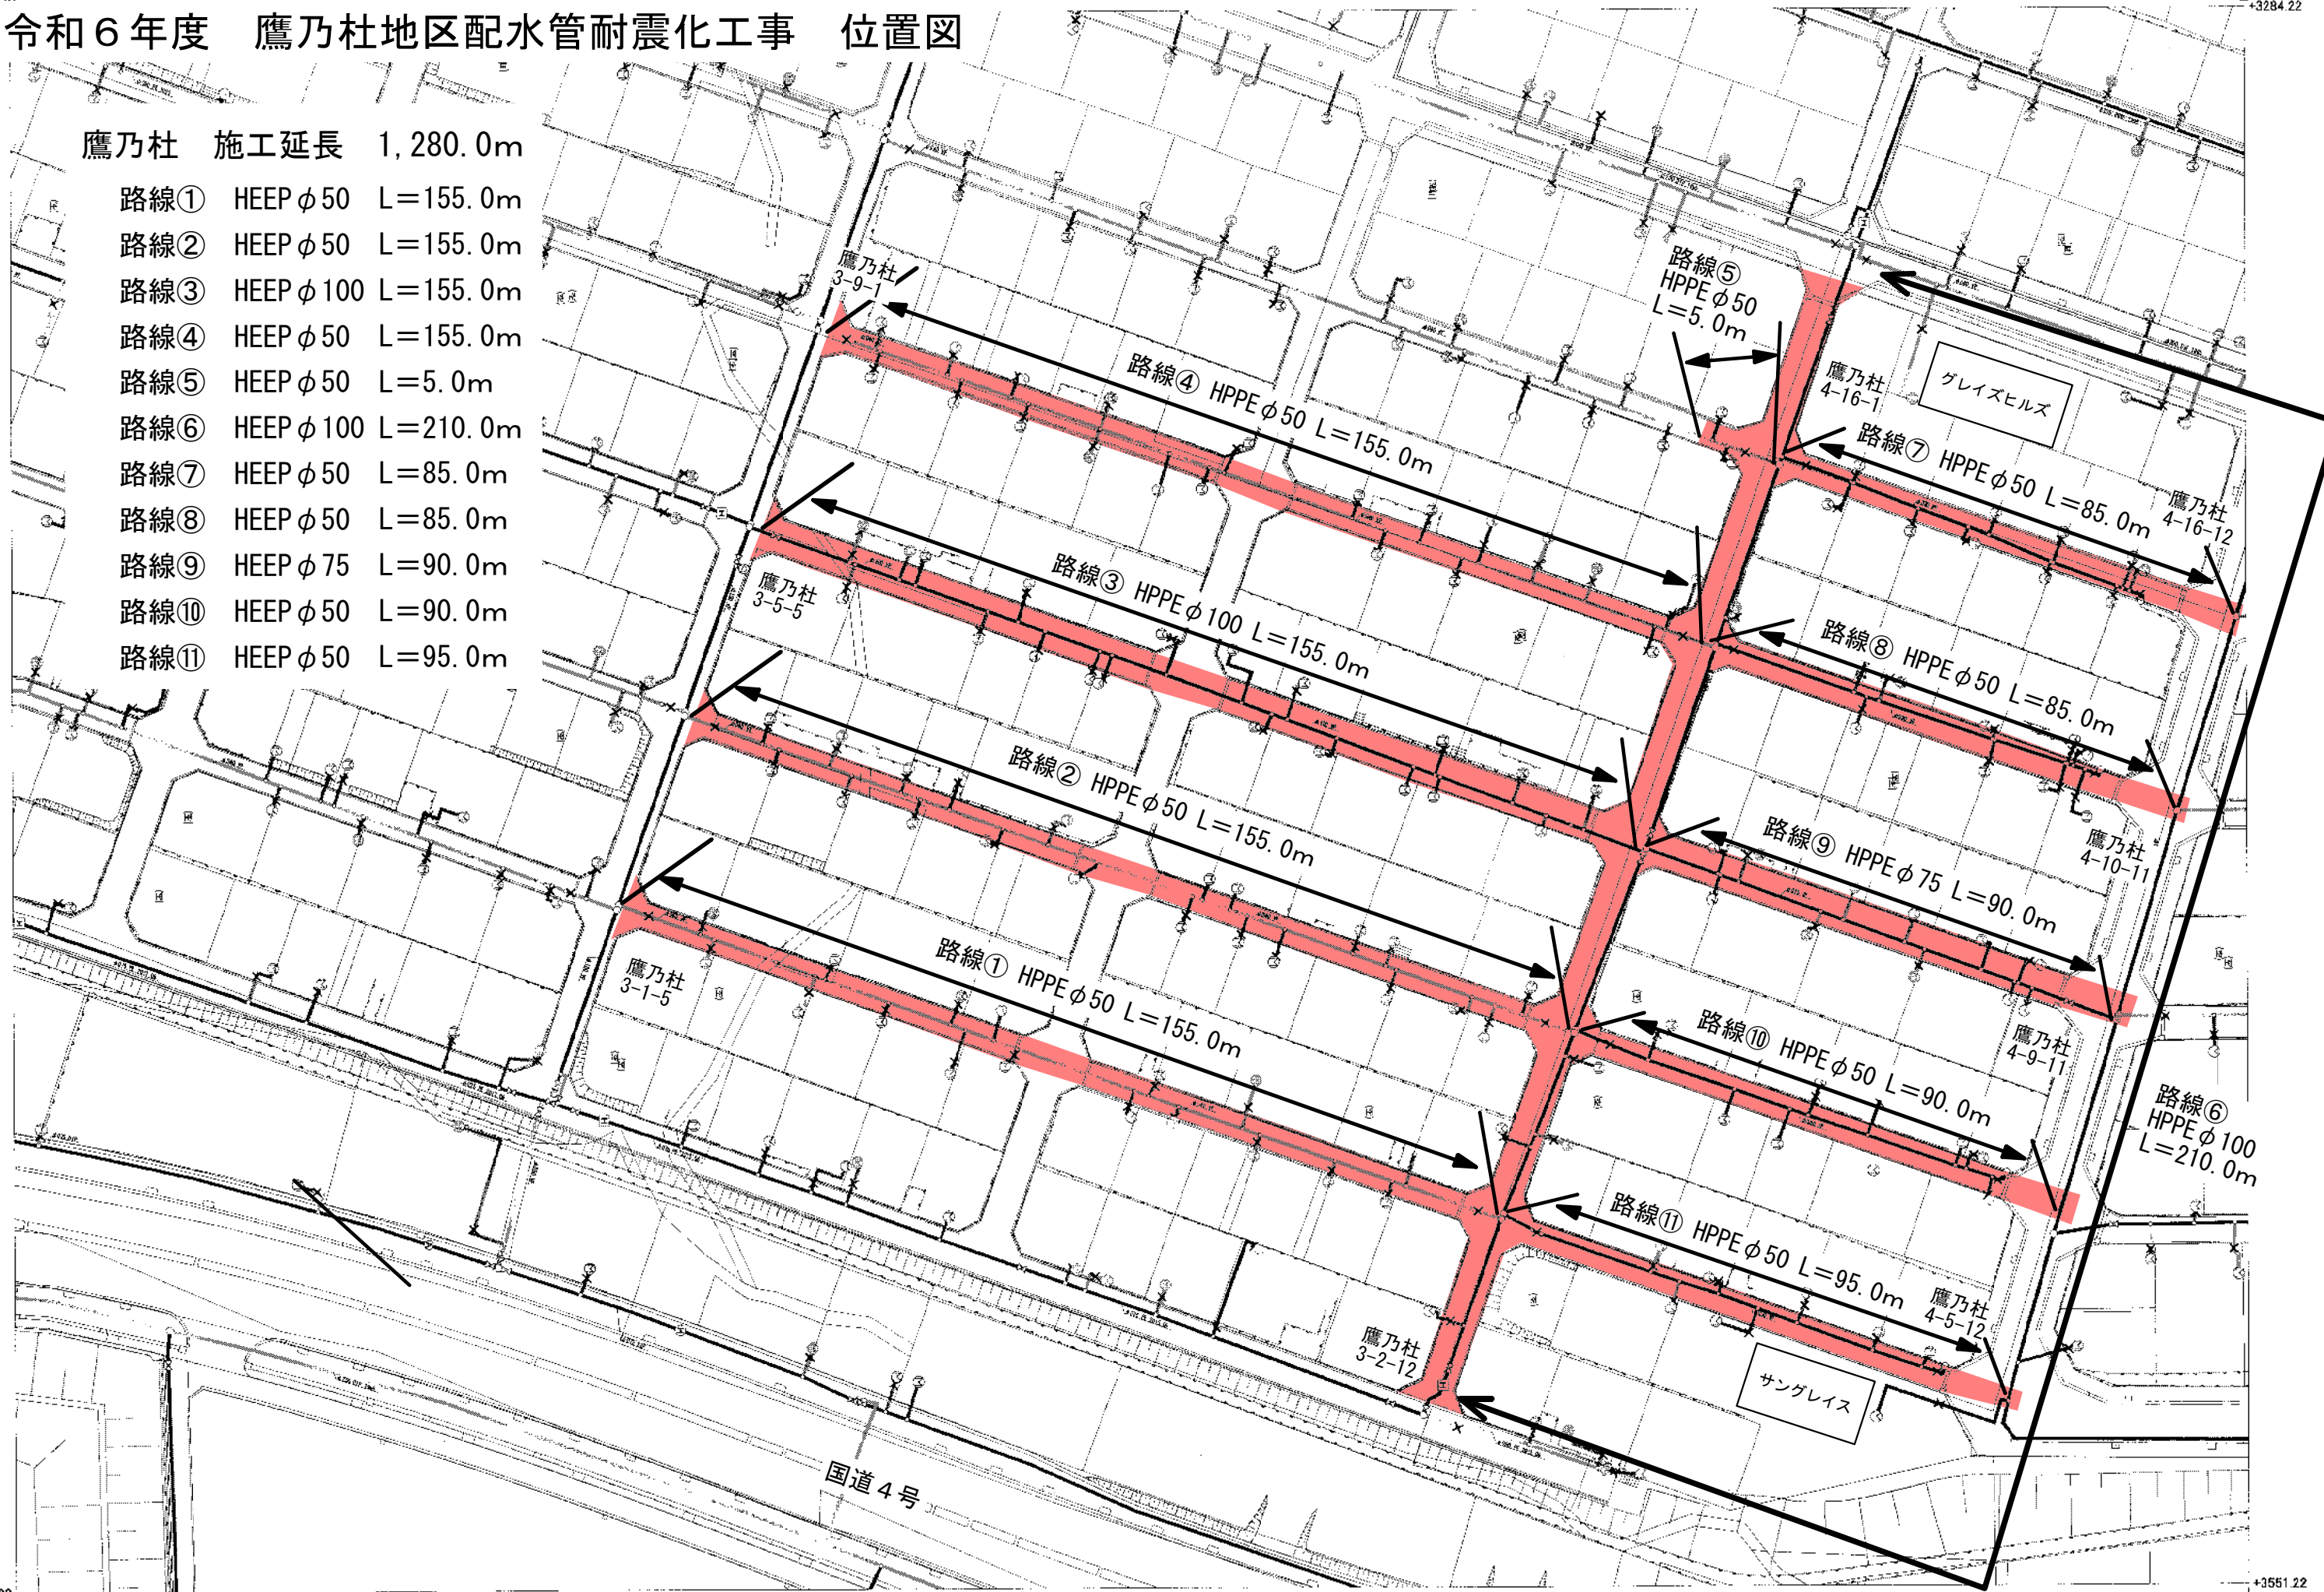 令和６年度　鷹乃杜地区配水管耐震化工事　位置図
+3284.22
鷹乃杜　施工延長　1,280.0m
路線①　HEEPφ50　L=155.0m
路線②　HEEPφ50　L=155.0m
路線③　HEEPφ100　L=155.0m
路線④　HEEPφ50　L=155.0m
路線⑤　HEEPφ50　L=5.0m
路線⑥　HEEPφ100　L=210.0m
路線⑦　HEEPφ50　L=85.0m
路線⑧　HEEPφ50　L=85.0m
路線⑨　HEEPφ75　L=90.0m
路線⑩　HEEPφ50　L=90.0m
路線⑪　HEEPφ50　L=95.0m
鷹乃杜
3-9-1
路線⑤
HPPEφ50
L=5.0m
路線④ HPPEφ50 L=155.0m
鷹乃杜
4-16-1
グレイズヒルズ
路線⑦ HPPEφ50 L=85.0m
鷹乃杜
4-16-12
鷹乃杜
3-5-5
路線③ HPPEφ100 L=155.0m
路線⑧ HPPEφ50 L=85.0m
路線② HPPEφ50 L=155.0m
路線⑨ HPPEφ75 L=90.0m
鷹乃杜
4-10-11
鷹乃杜
3-1-5
路線① HPPEφ50 L=155.0m
路線⑩ HPPEφ50 L=90.0m
鷹乃杜
4-9-11
路線⑥
HPPEφ100
L=210.0m
路線⑪ HPPEφ50 L=95.0m
鷹乃杜
4-5-12
鷹乃杜
3-2-12
サングレイス
国道４号
+3551.22